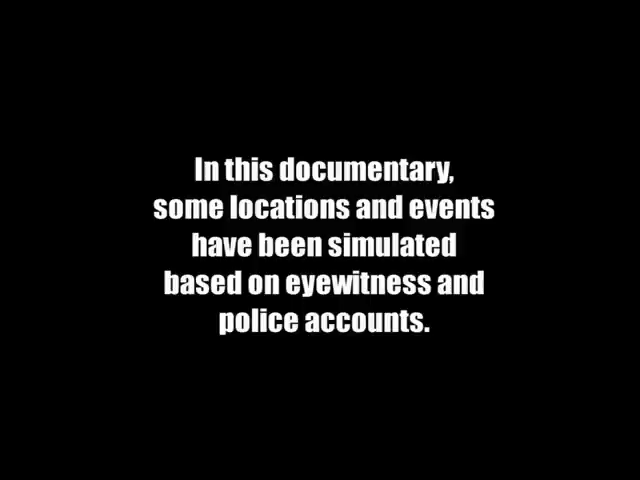 In this documentary,
some locations and events
have been simulated
based on eyewitness and
police accounts.